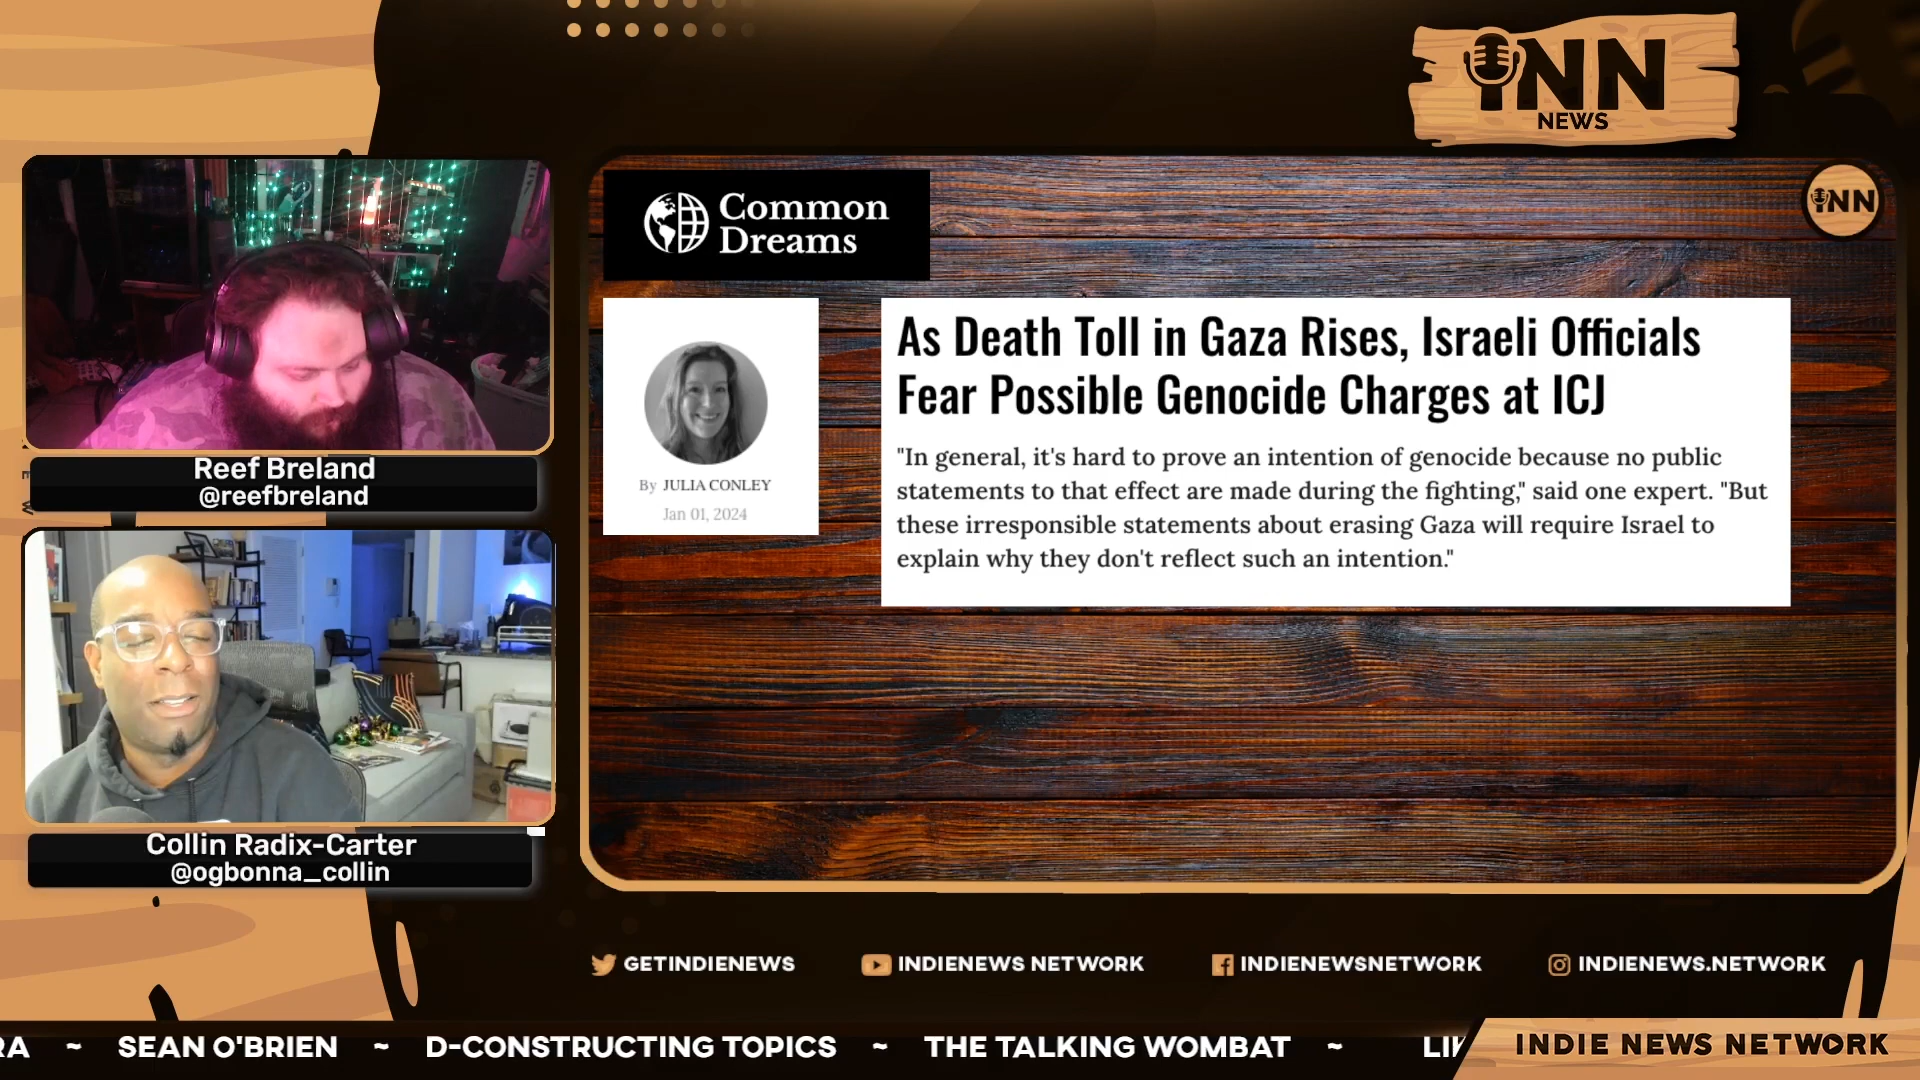 iNN
NEWS
iNN
Common
Dreams
By JULIA CONLEY
Jan 01, 2024
As Death Toll in Gaza Rises, Israeli Officials
Fear Possible Genocide Charges at ICJ
"In general, it's hard to prove an intention of genocide because no public
statements to that effect are made during the fighting," said one expert. "But
these irresponsible statements about erasing Gaza will require Israel to
explain why they don't reflect such an intention."
Reef Breland
@reefbreland
Collin Radix-Carter
@ogbonna_collin
GETINDIENEWS INDIENEWS NETWORK INDIENEWSNETWORK INDIENEWS.NETWORK
RA ~ SEAN O'BRIEN ~ D-CONSTRUCTING TOPICS ~ THE TALKING WOMBAT ~
INDIE NEWS NETWORK